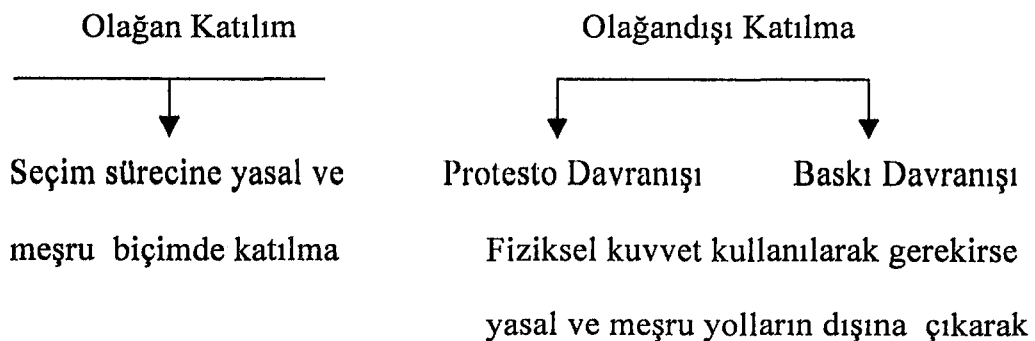 Olağan Katılım Olağandışı Katılma
Seçim sürecine yasal ve Protesto Davranışı Baskı Davranışı
meşru biçimde katılma Fiziksel kuvvet kullanılarak gerekirse
yasal ve meşru yolların dışına çıkarak